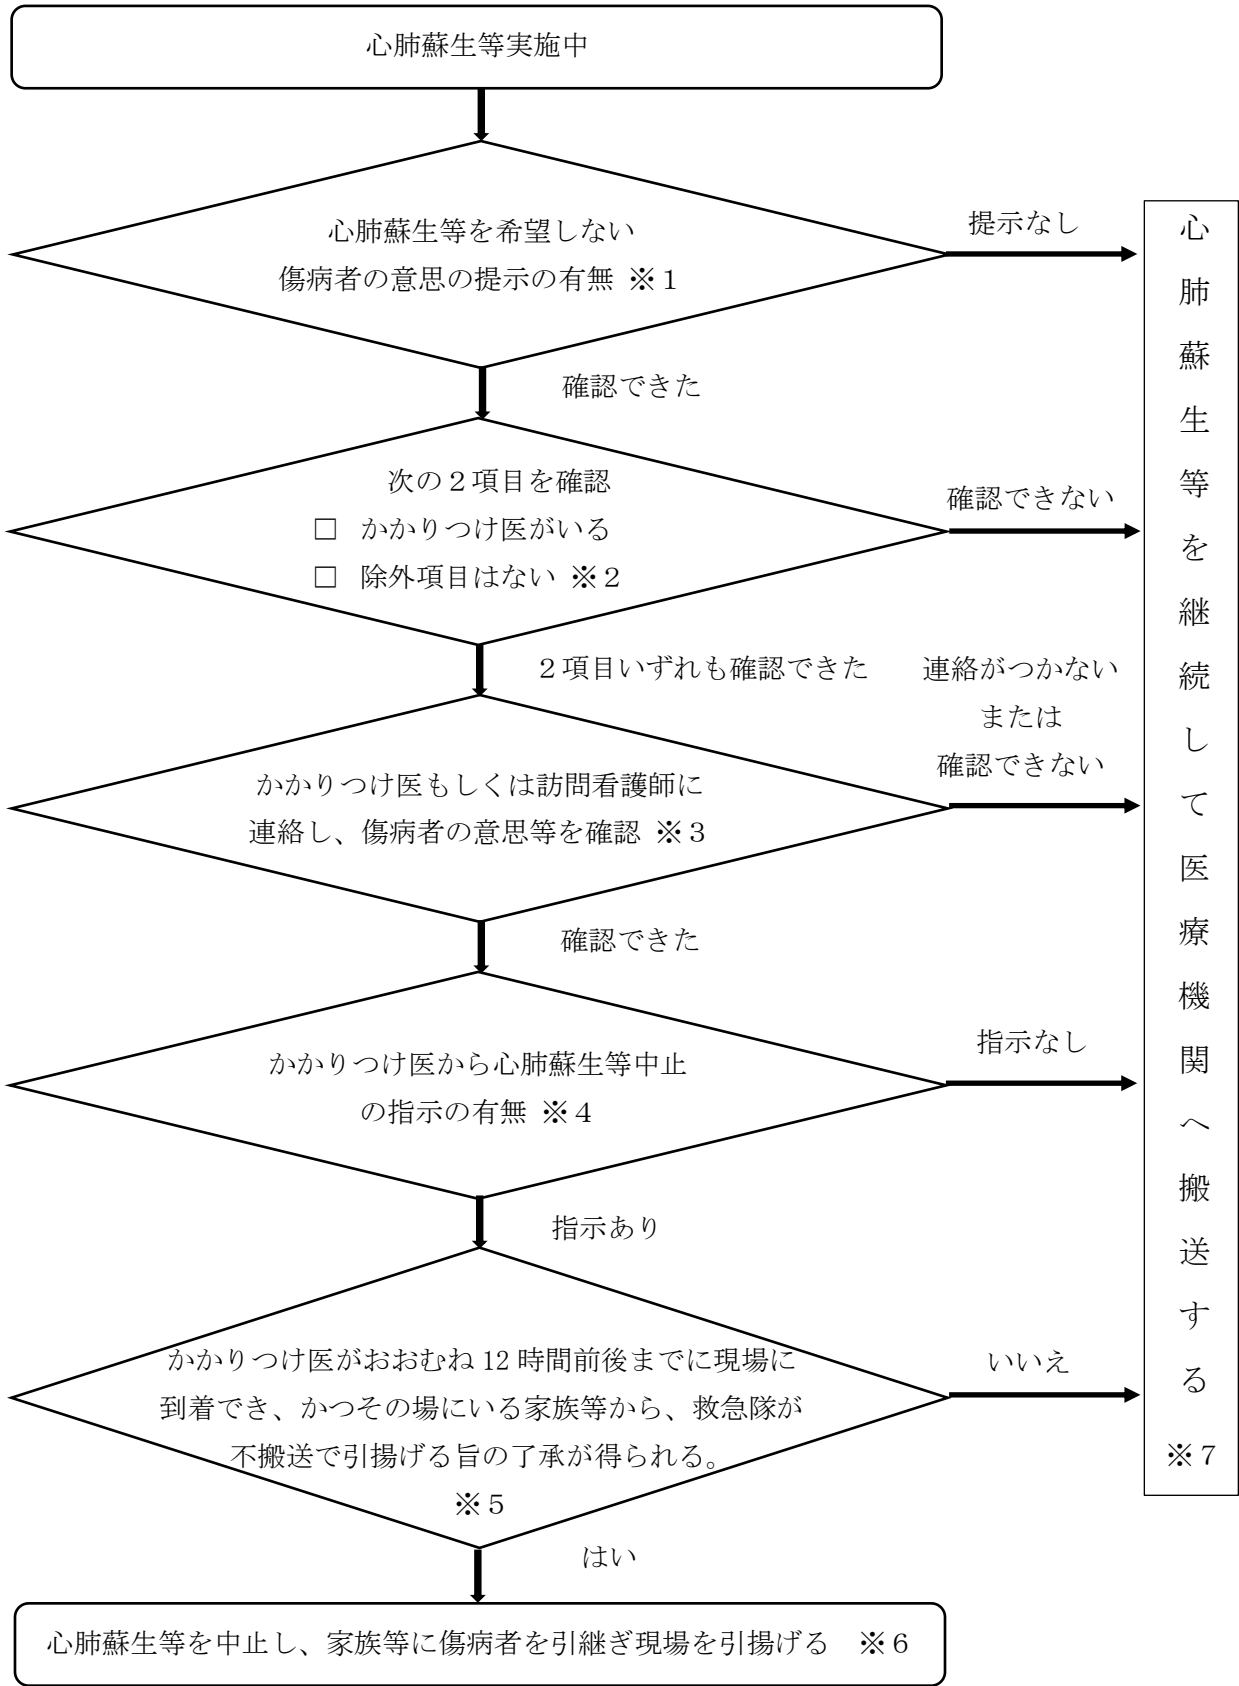 心肺蘇生等実施中
心肺蘇生等を希望しない
傷病者の意思の提示の有無 ※１
提示なし
確認できた
次の２項目を確認
□ かかりつけ医がいる
□ 除外項目はない ※２
確認できない
２項目いずれも確認できた
連絡がつかない
または
確認できない
かかりつけ医もしくは訪問看護師に
連絡し、傷病者の意思等を確認 ※３
確認できた
かかりつけ医から心肺蘇生等中止
の指示の有無 ※４
指示なし
指示あり
かかりつけ医がおおむね 12 時間前後までに現場に
到着でき、かつその場にいる家族等から、救急隊が
不搬送で引揚げる旨の了承が得られる。
※５
いいえ
はい
心肺蘇生等を中止し、家族等に傷病者を引継ぎ現場を引揚げる　※６
心肺蘇生等を継続して医療機関へ搬送する
※７